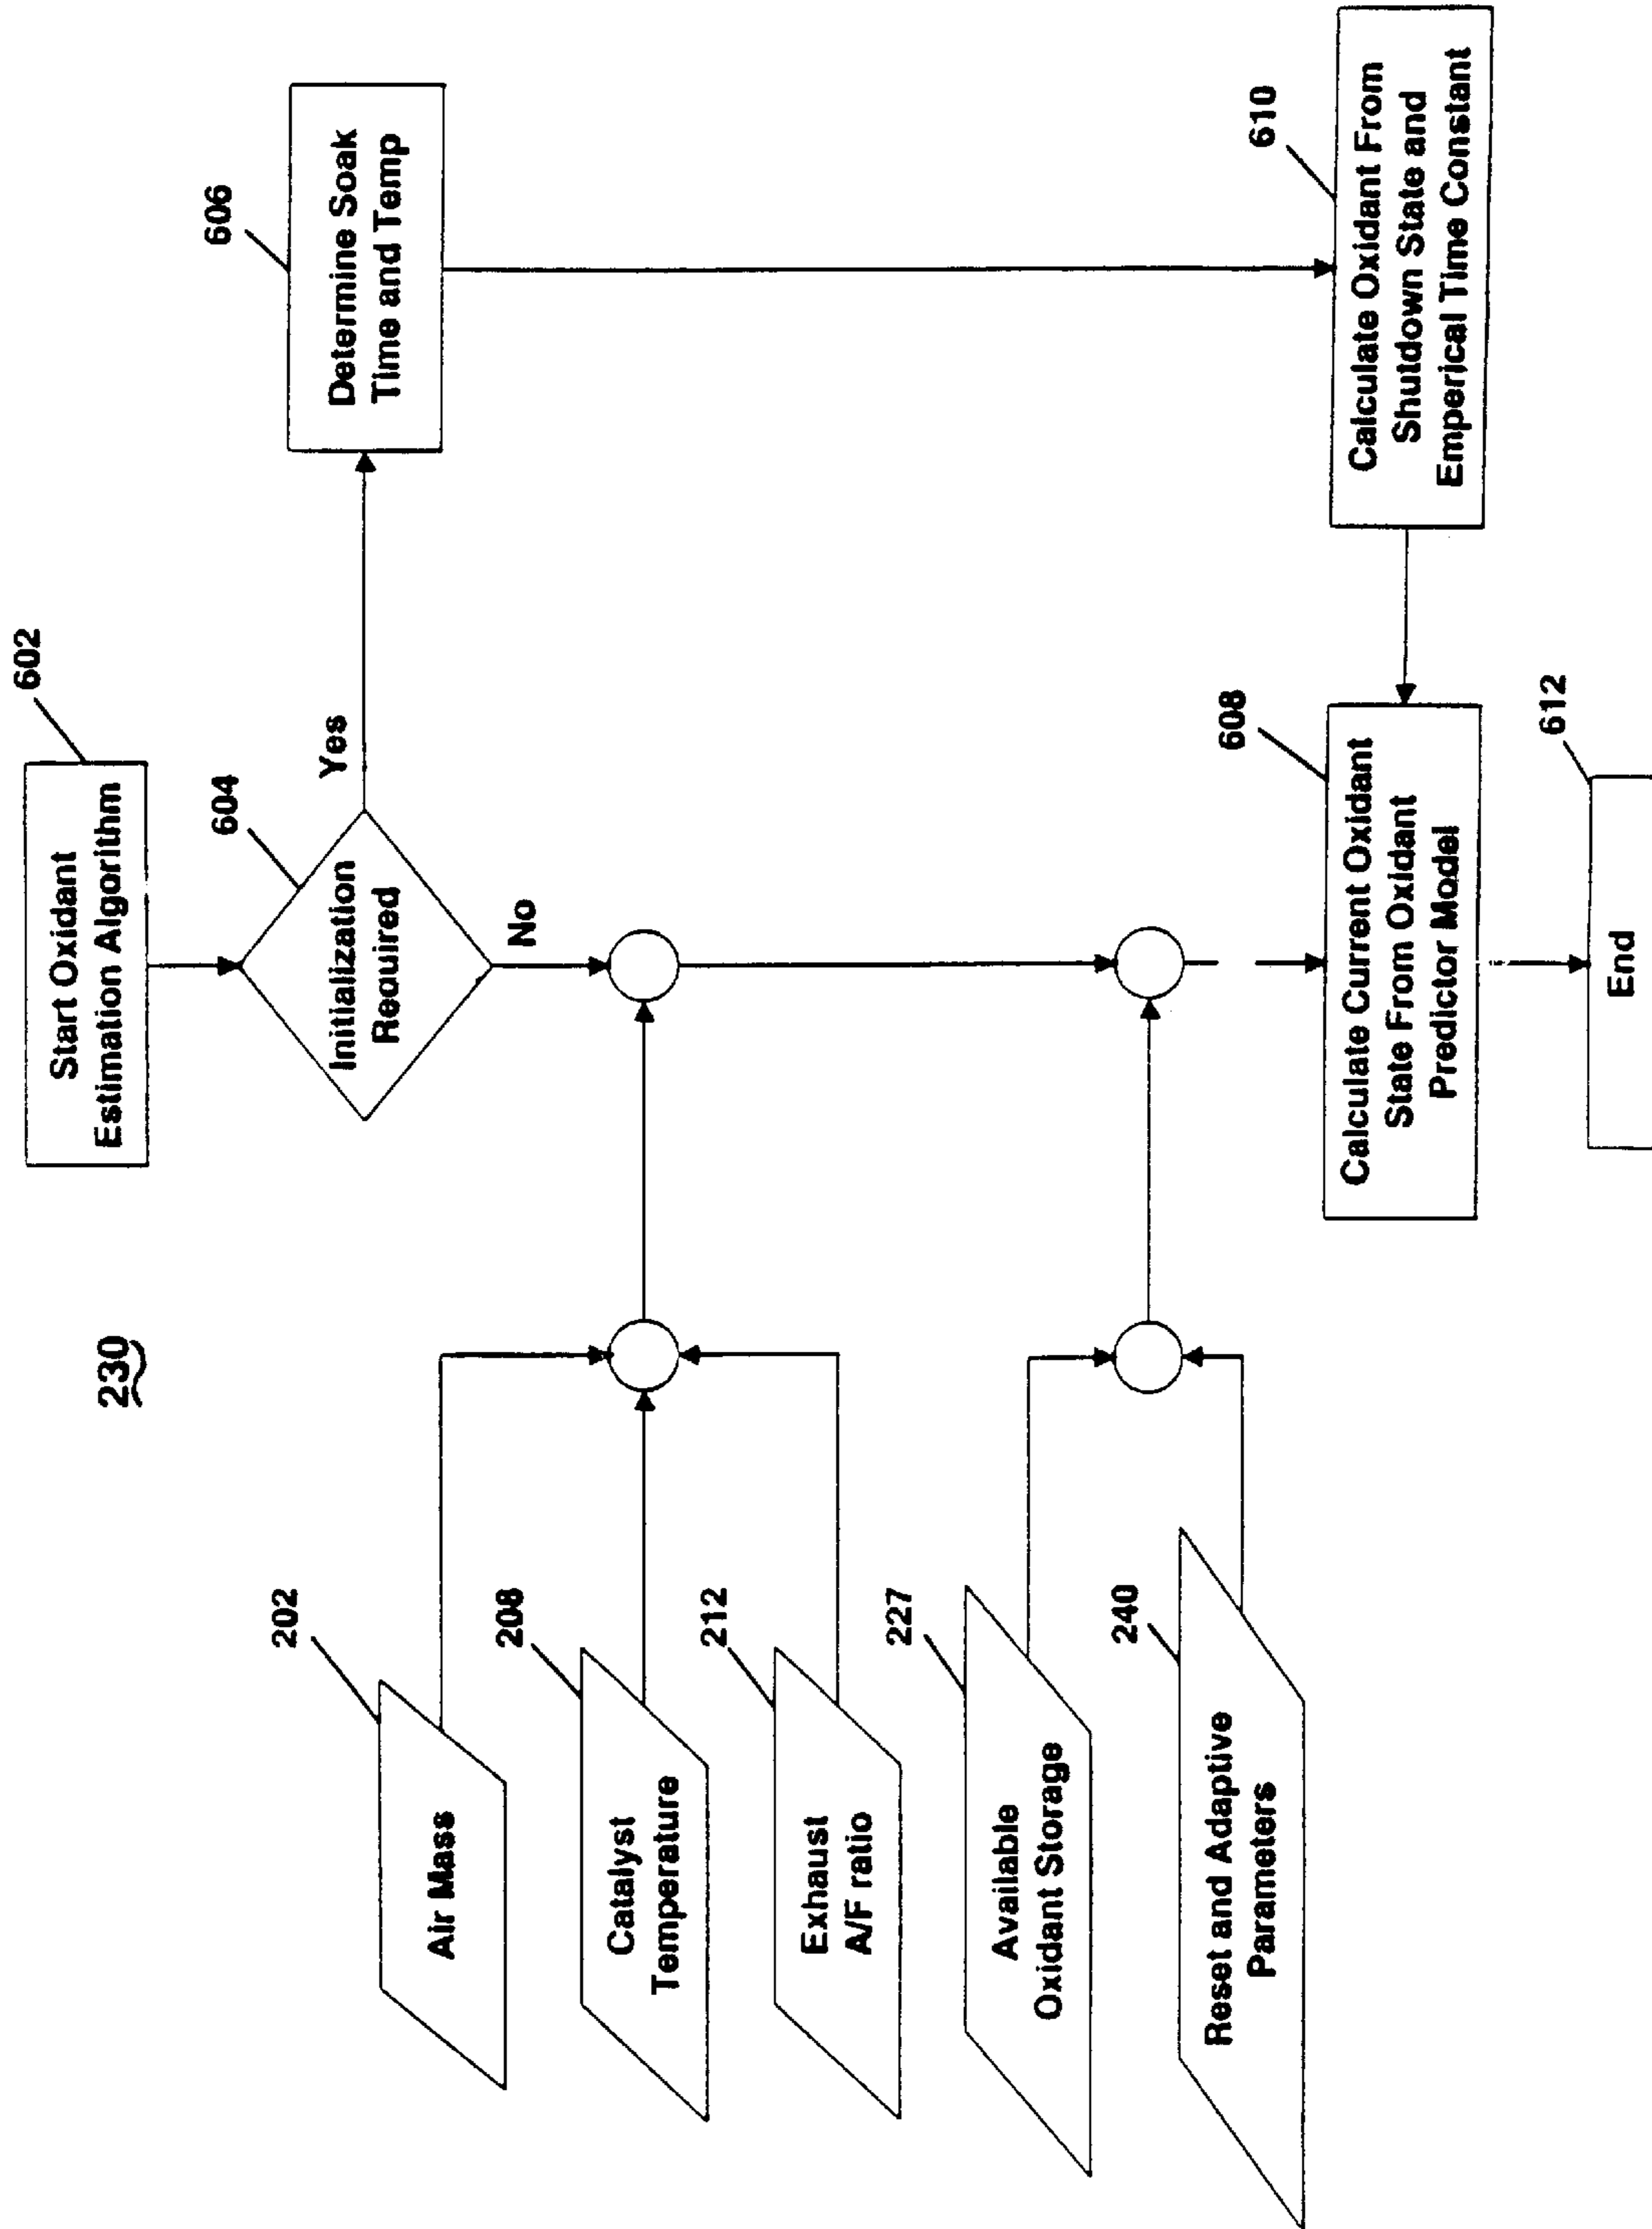 230
602
Start Oxidant
Estimation Algorithm
604
Initialization
Required
Yes
No
606
Determine Soak
Time and Temp
202
Air Mass
208
Catalyst
Temperature
212
Exhaust
A/F ratio
227
Available
Oxidant Storage
240
Reset and Adaptive
Parameters
608
Calculate Current Oxidant
State From Oxidant
Predictor Model
610
Calculate Oxidant From
Shutdown State and
Emperical Time Constant
612
End